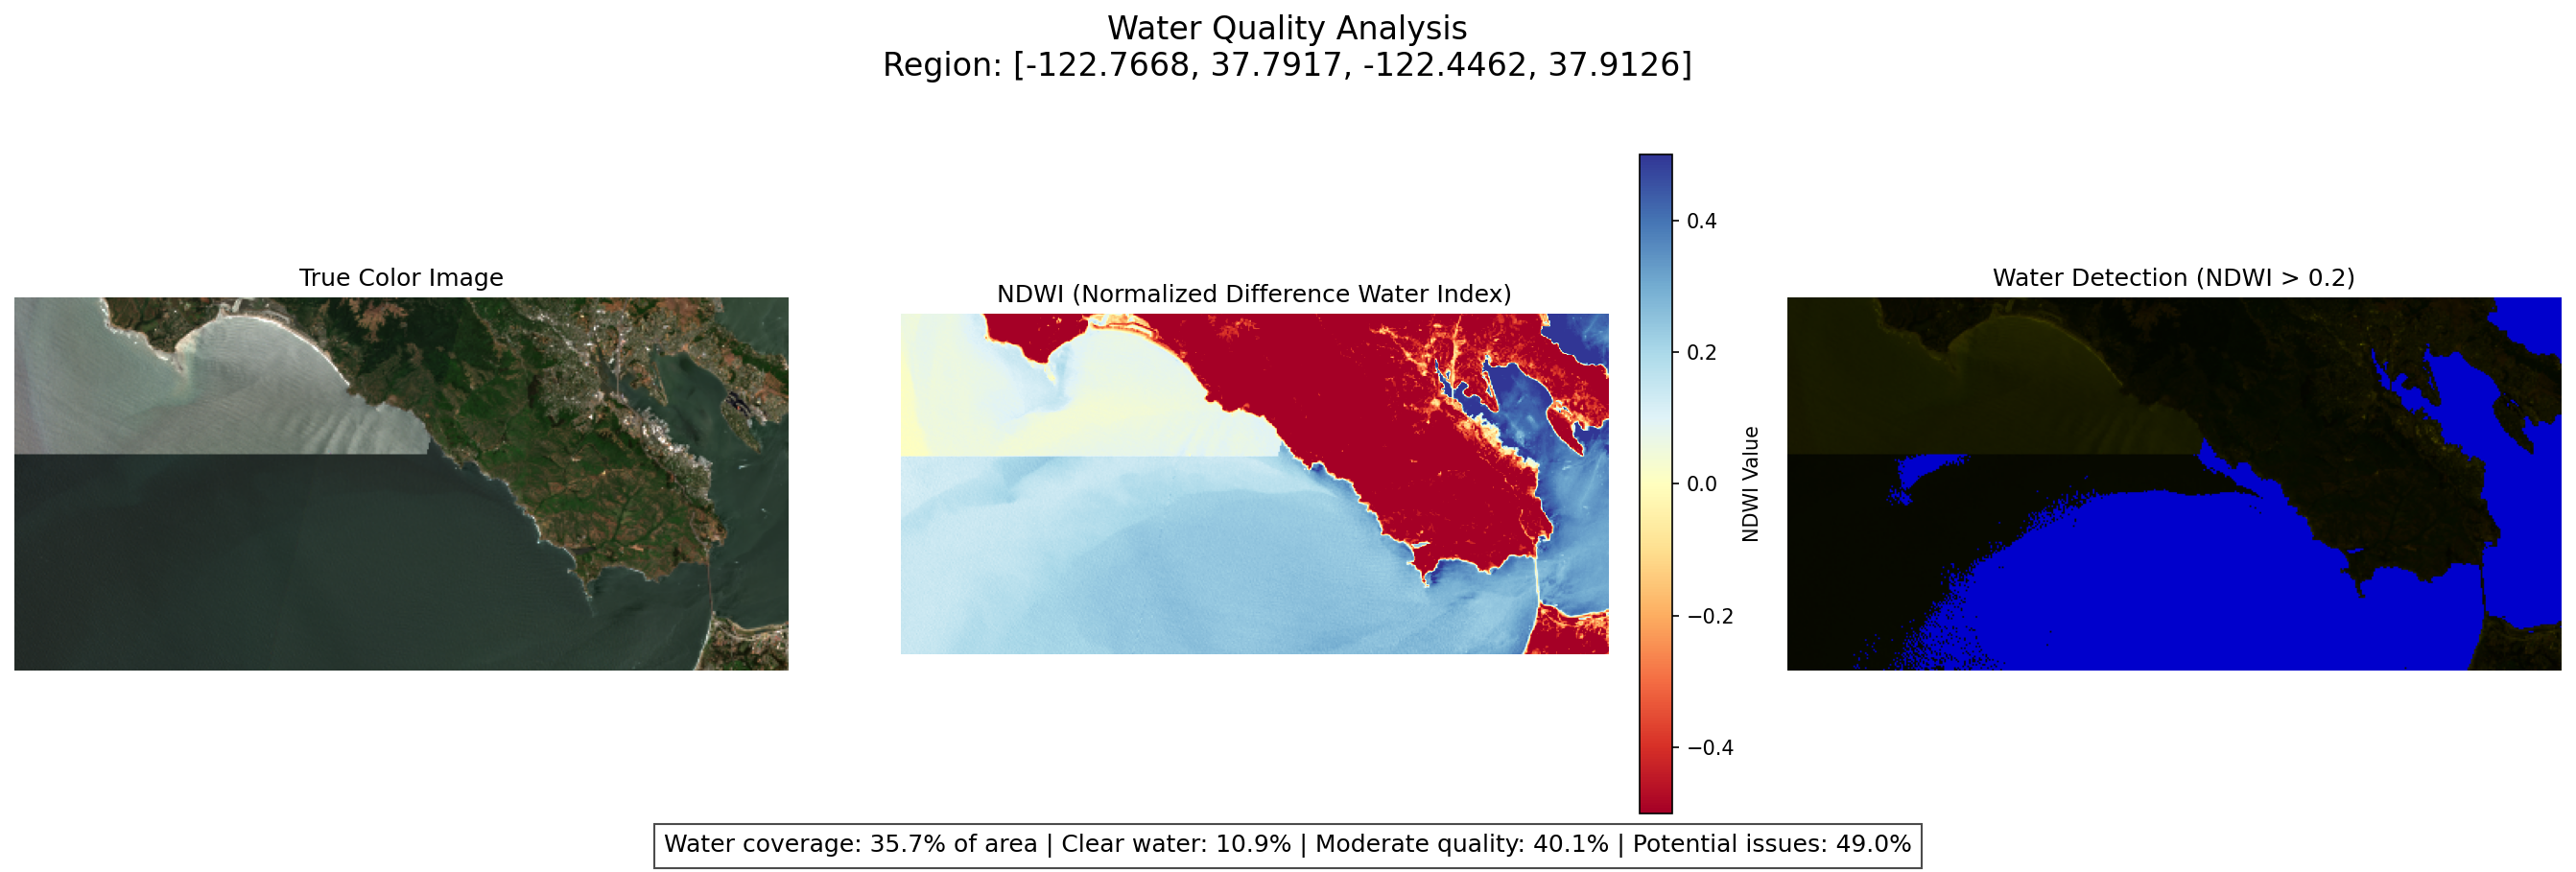 Water Quality Analysis
Region: [-122.7668, 37.7917, -122.4462, 37.9126]
True Color Image
NDWI (Normalized Difference Water Index)
0.4
0.2
0.0
−0.2
−0.4
NDWI Value
Water Detection (NDWI > 0.2)
Water coverage: 35.7% of area | Clear water: 10.9% | Moderate quality: 40.1% | Potential issues: 49.0%